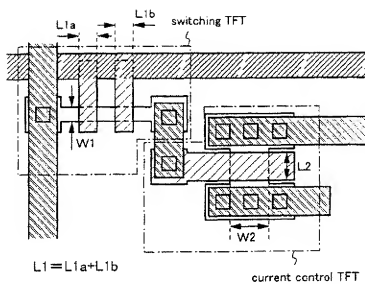 L1a L1b switching TFT
W1
L2
W2
L1=L1a+L1b
current control TFT